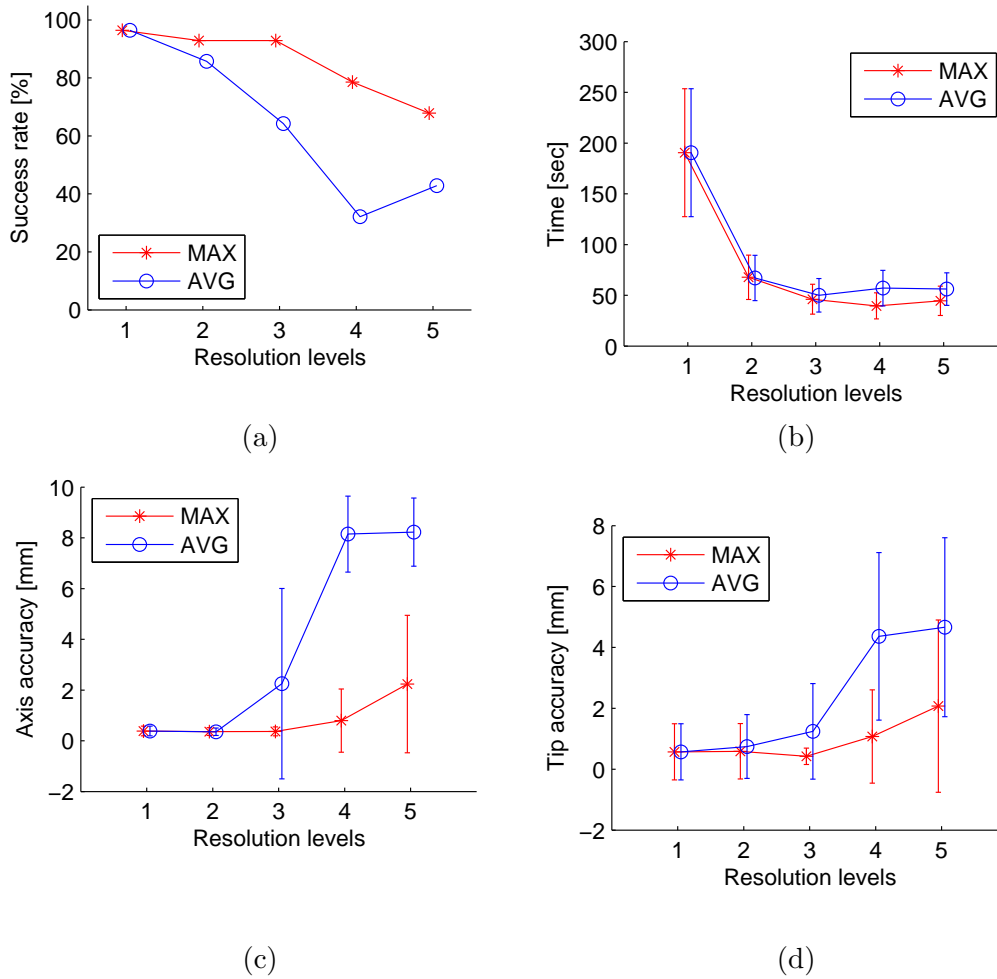 100
80
60
40
20
0
Success rate [%]
MAX
AVG
1 2 3 4 5
Resolution levels
(a)
300
250
200
150
100
50
0
Time [sec]
MAX
AVG
1 2 3 4 5
Resolution levels
(b)
10
8
6
4
2
0
−2
Axis accuracy [mm]
MAX
AVG
1 2 3 4 5
Resolution levels
(c)
8
6
4
2
0
−2
Tip accuracy [mm]
MAX
AVG
1 2 3 4 5
Resolution levels
(d)